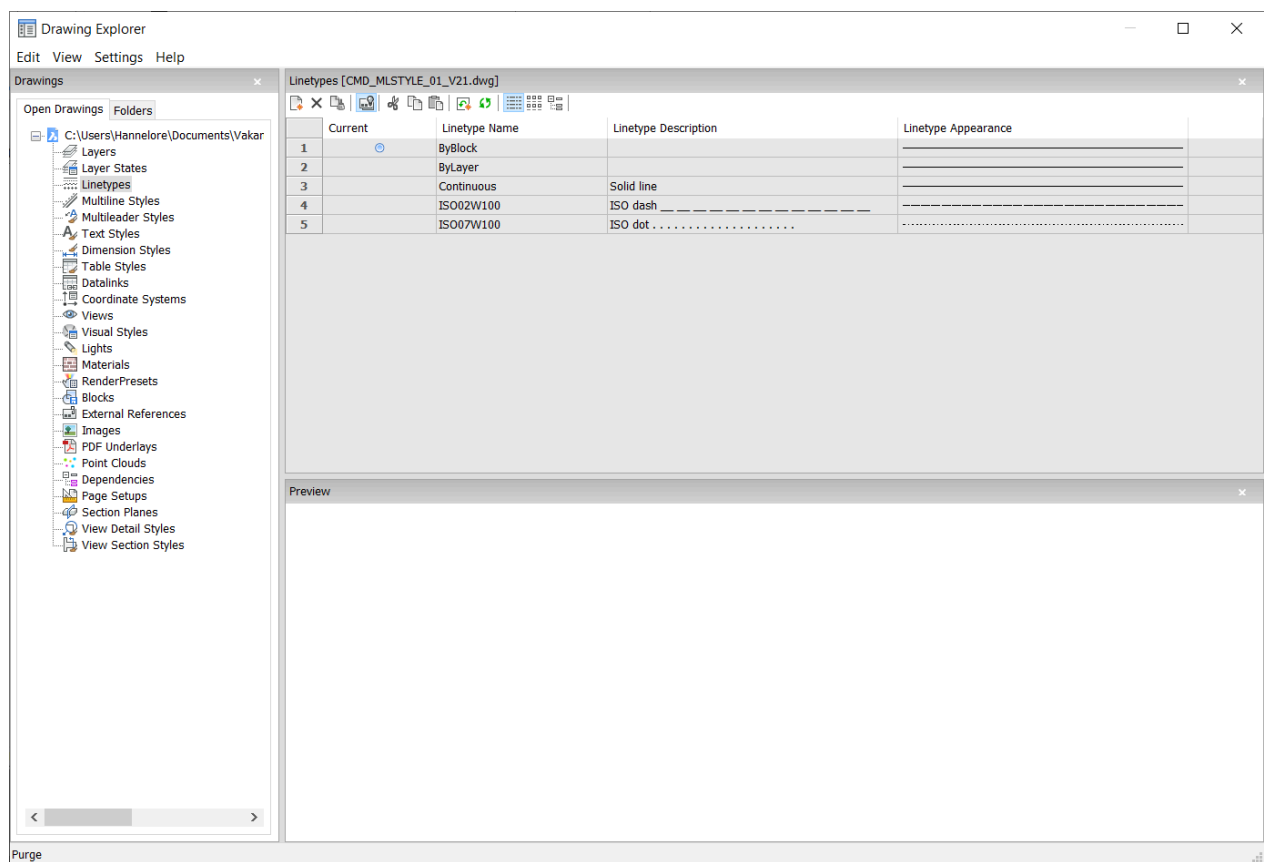 Drawing Explorer
Edit View Settings Help
Drawings
Open Drawings Folders
C:\Users\Hannelore\Documents\Vakar
Layers
Layer States
Linetypes
Multiline Styles
Multileader Styles
Text Styles
Dimension Styles
Table Styles
Datalinks
Coordinate Systems
Views
Visual Styles
Lights
Materials
RenderPresets
Blocks
External References
Images
PDF Underlays
Point Clouds
Dependencies
Page Setups
Section Planes
View Detail Styles
View Section Styles
Linetypes [CMD_MLSTYLE_01_V21.dwg]
Current Linetype Name Linetype Description Linetype Appearance
1 ByBlock
2 ByLayer
3 Continuous Solid line
4 ISO02W100 ISO dash __ __ __ __ __ __ __ __ __ __ __ __ __
5 ISO07W100 ISO dot . . . . . . . . . . . . . . . . . . . .
Preview
Purge